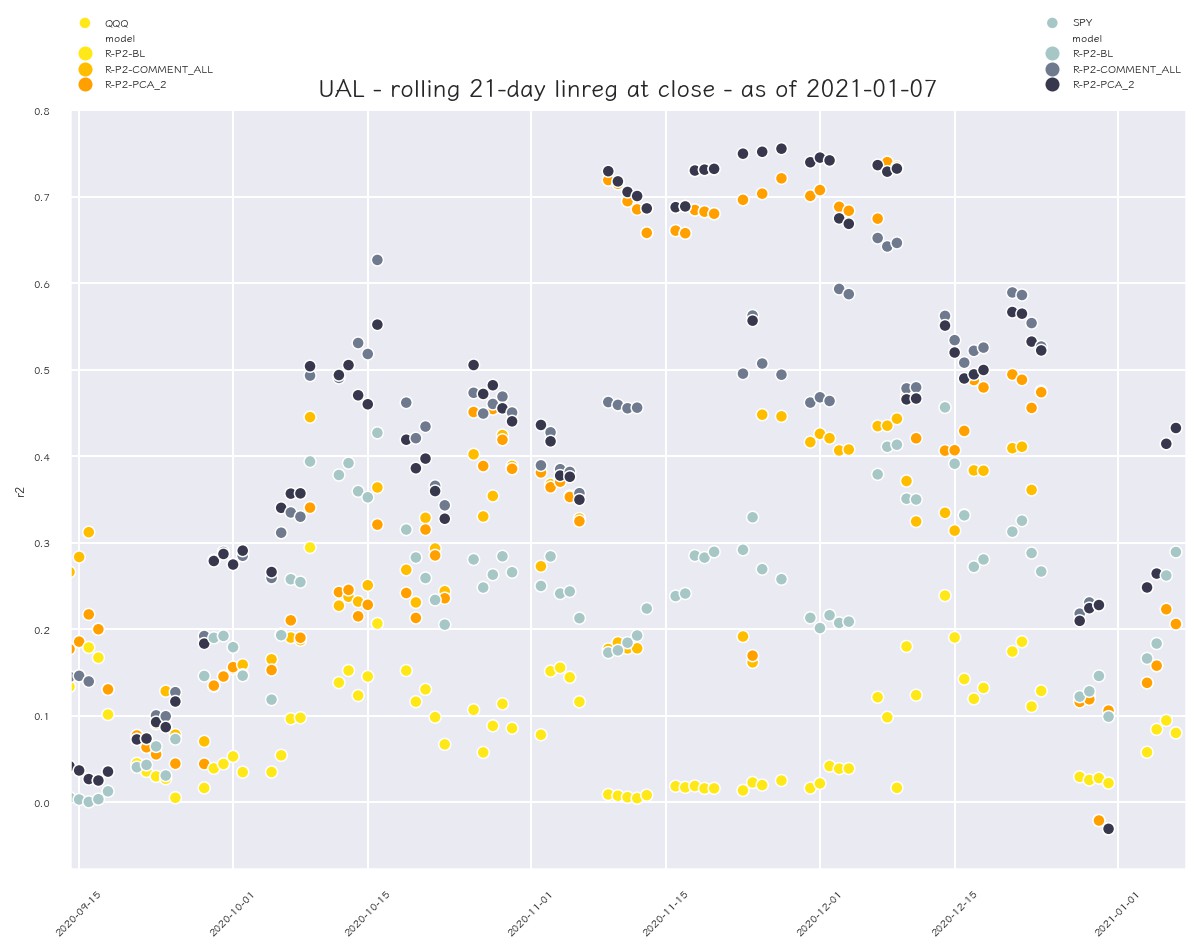 QQQ
model
R-P2-BL
R-P2-COMMENT_ALL
R-P2-PCA_2
SPY
model
R-P2-BL
R-P2-COMMENT_ALL
R-P2-PCA_2
UAL - rolling 21-day linreg at close - as of 2021-01-07
0.8
0.7
0.6
0.5
0.4
0.3
0.2
0.1
0.0
r2
2020-09-15
2020-10-01
2020-10-15
2020-11-01
2020-11-15
2020-12-01
2020-12-15
2021-01-01